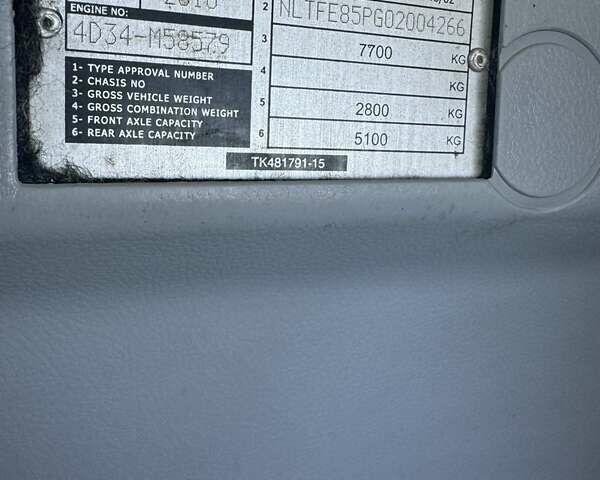 ENGINE NO:
4D34-M58579
2 NLTFE85PG02004266
3 7700 KG
4 KG
5 2800 KG
6 5100 KG
1- TYPE APPROVAL NUMBER
2- CHASIS NO
3- GROSS VEHICLE WEIGHT
4- GROSS COMBINATION WEIGHT
5- FRONT AXLE CAPACITY
6- REAR AXLE CAPACITY
TK481791-15